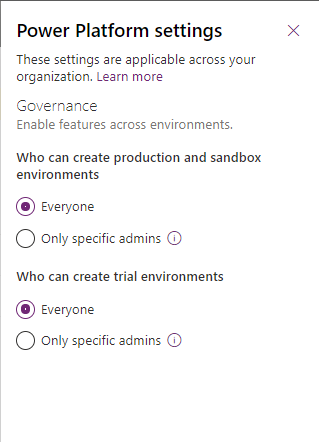 Power Platform settings
These settings are applicable across your
organization. Learn more
Governance
Enable features across environments.
Who can create production and sandbox
environments
Everyone
Only specific admins
Who can create trial environments
Everyone
Only specific admins